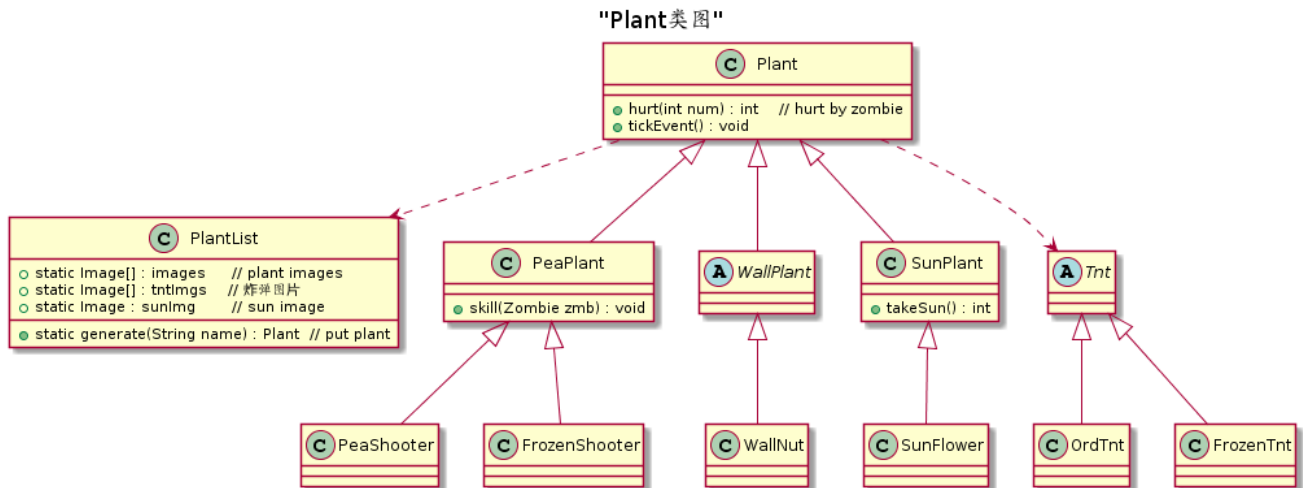 "Plant类图"
C Plant
hurt(int num) : int // hurt by zombie
tickEvent() : void
C PlantList
static Image[] : images // plant images
static Image[] : tntImgs // 炸弹图片
static Image : sunImg // sun image
static generate(String name) : Plant // put plant
C PeaPlant
skill(Zombie zmb) : void
A WallPlant
C SunPlant
takeSun() : int
A Tnt
C PeaShooter
C FrozenShooter
C WallNut
C SunFlower
C OrdTnt
C FrozenTnt